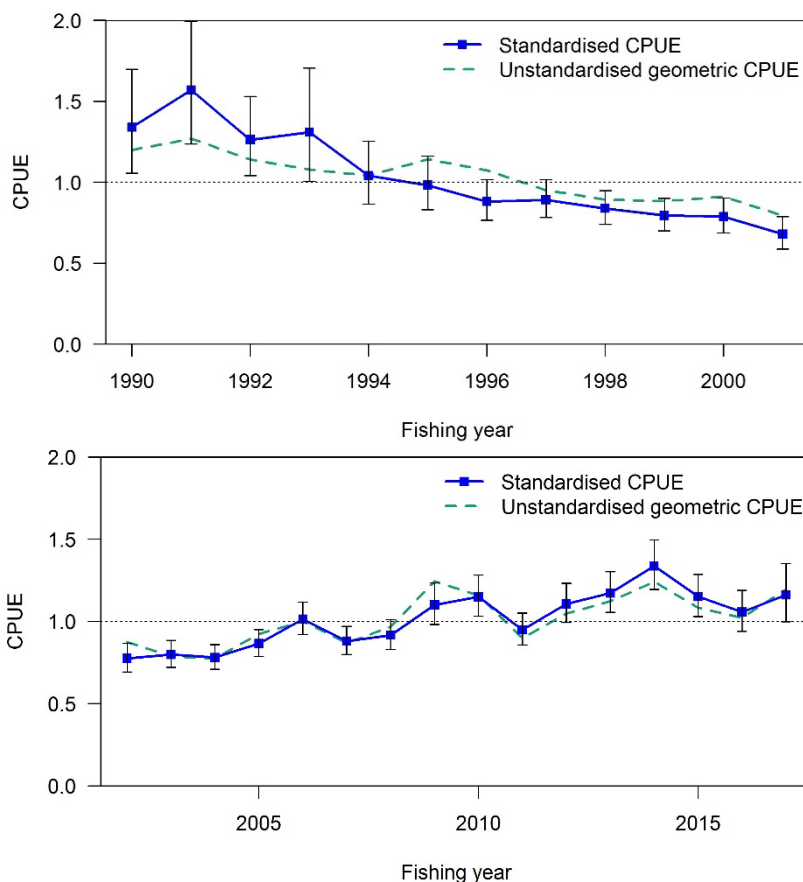 2.0
1.5
1.0
0.5
0.0
CPUE
Standardised CPUE
Unstandardised geometric CPUE
1990 1992 1994 1996 1998 2000
Fishing year
2.0
1.5
1.0
0.5
0.0
CPUE
Standardised CPUE
Unstandardised geometric CPUE
2005 2010 2015
Fishing year